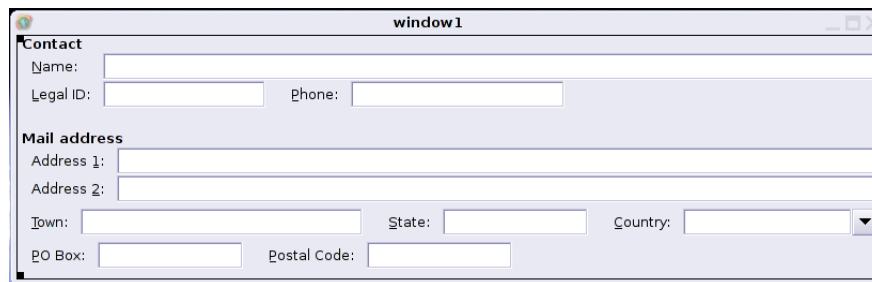 window1
Contact
Name:
Legal ID: Phone:
Mail address
Address 1:
Address 2:
Town: State: Country:
PO Box: Postal Code: